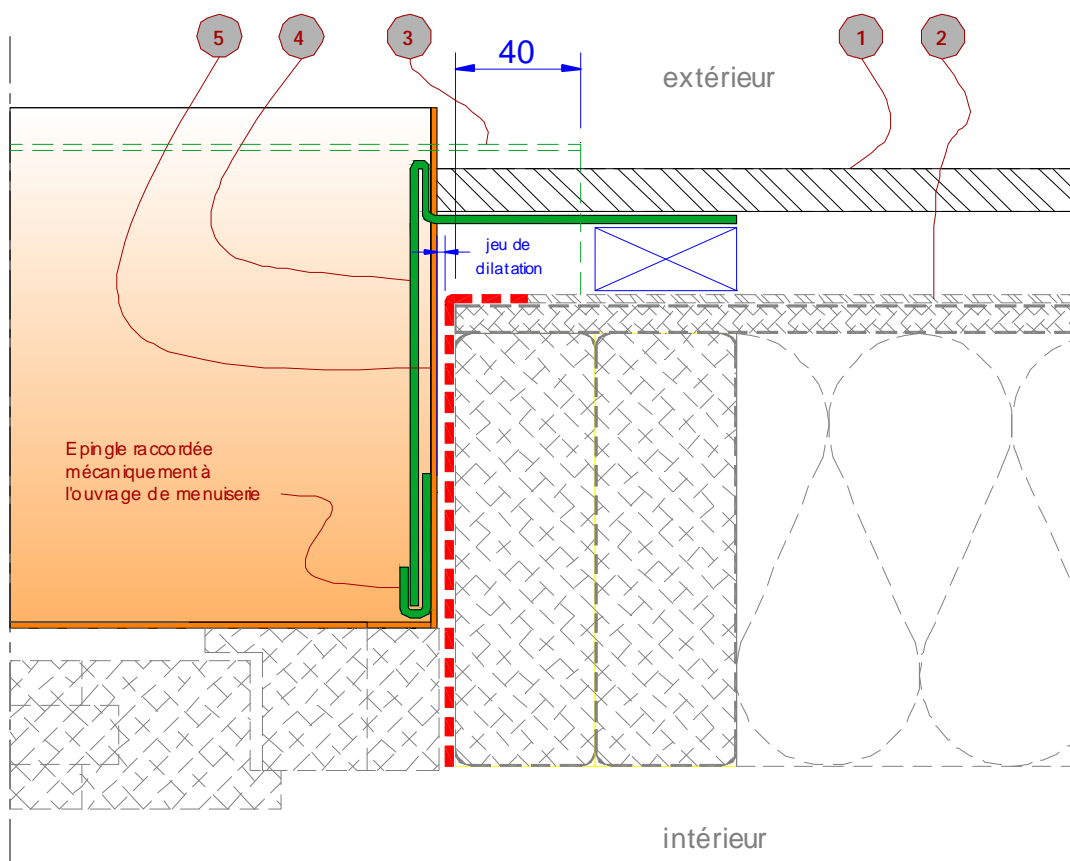 5
4
3
1
2
40
extérieur
jeu de
dilatation
Epingle raccordée
mécaniquement à
l'ouvrage de menuiserie
intérieur